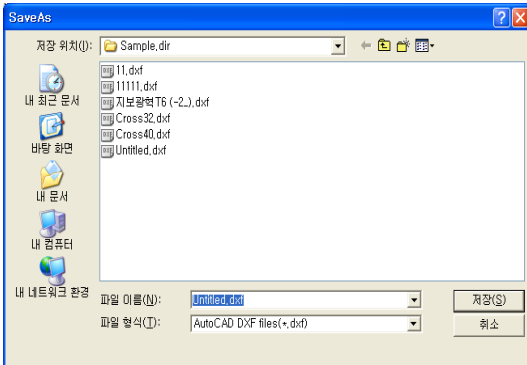 SaveAs
저장 위치(I):
Sample.dir
11.dxf
11111.dxf
지보광혁T6 (-2_).dxf
Cross32.dxf
Cross40.dxf
Untitled.dxf
내 최근 문서
바탕 화면
내 문서
내 컴퓨터
내 네트워크 환경
파일 이름(N):
Untitled.dxf
저장(S)
파일 형식(T):
AutoCAD DXF files(*.dxf)
취소